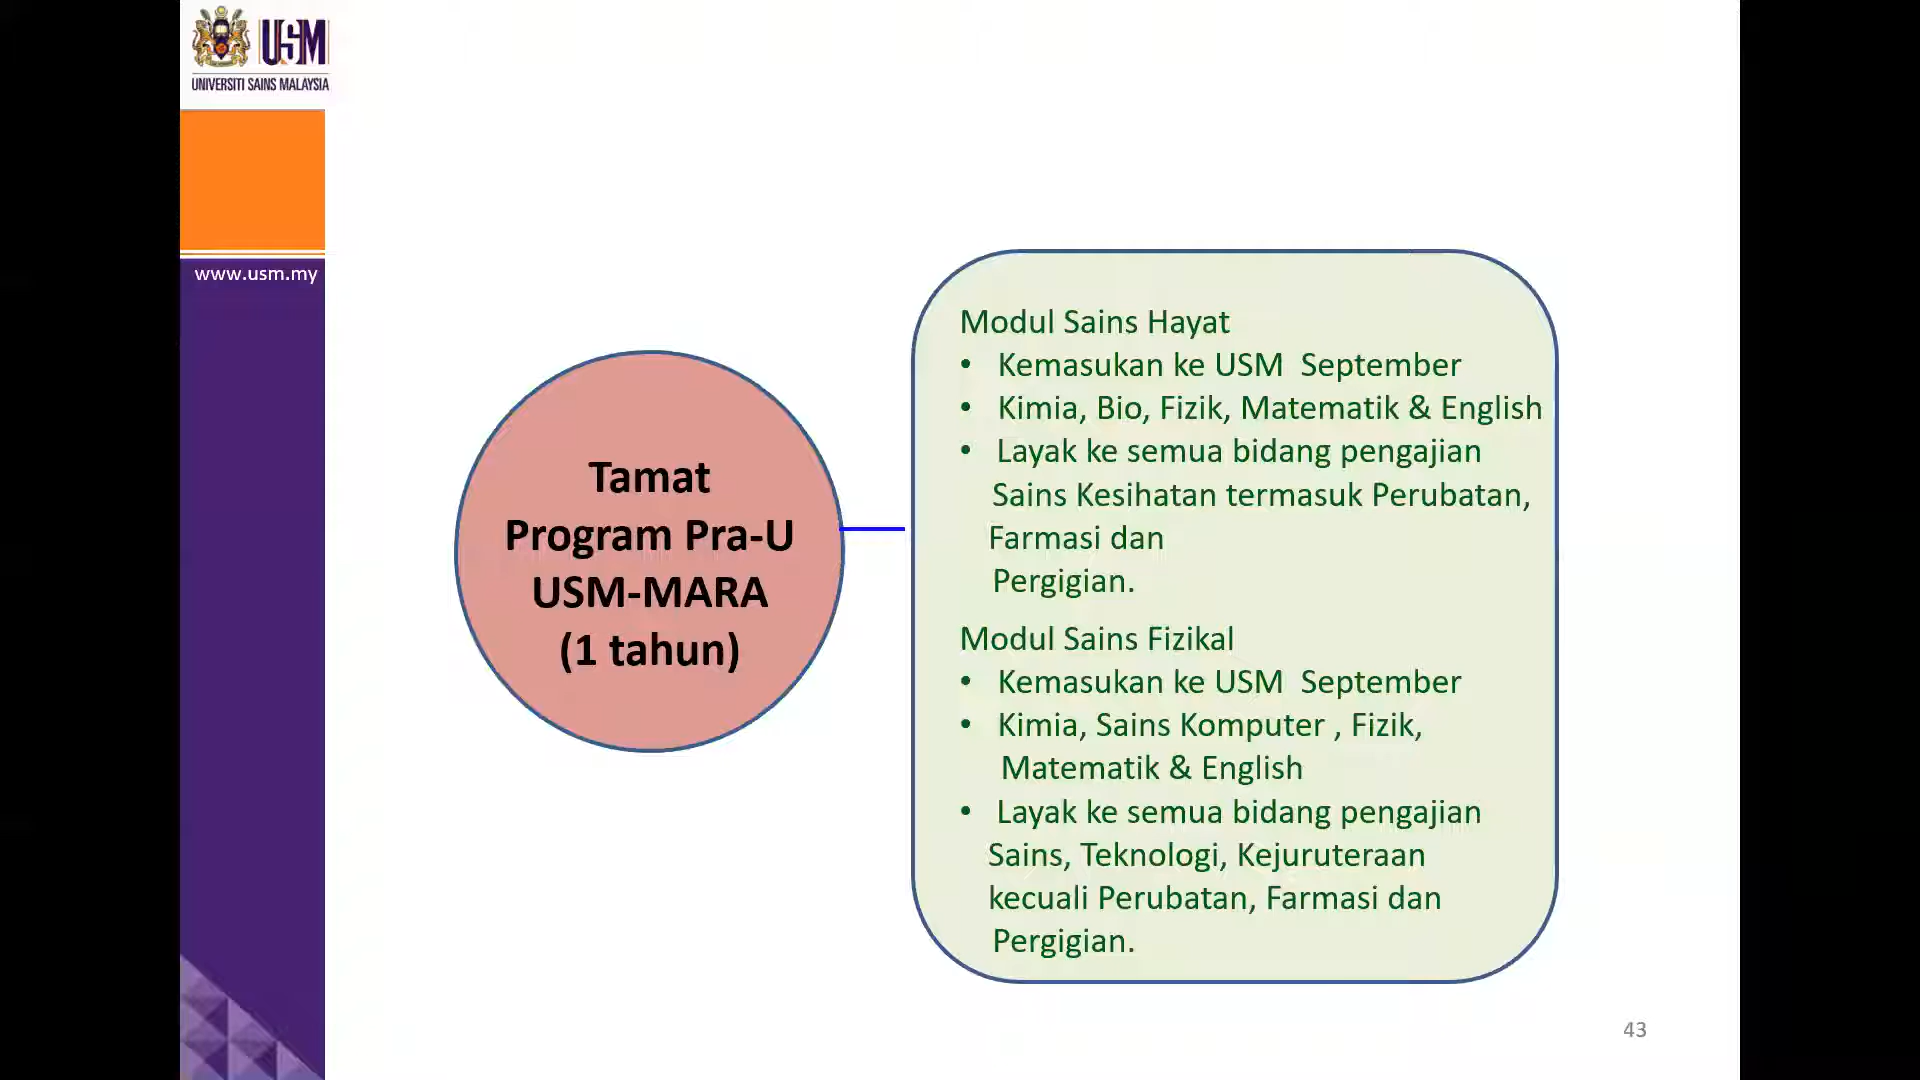 USM
UNIVERSITI SAINS MALAYSIA
www.usm.my
Tamat
Program Pra-U
USM-MARA
(1 tahun)
Modul Sains Hayat
• Kemasukan ke USM September
• Kimia, Bio, Fizik, Matematik & English
• Layak ke semua bidang pengajian
Sains Kesihatan termasuk Perubatan,
Farmasi dan
Pergigian.
Modul Sains Fizikal
• Kemasukan ke USM September
• Kimia, Sains Komputer , Fizik,
Matematik & English
• Layak ke semua bidang pengajian
Sains, Teknologi, Kejuruteraan
kecuali Perubatan, Farmasi dan
Pergigian.
43